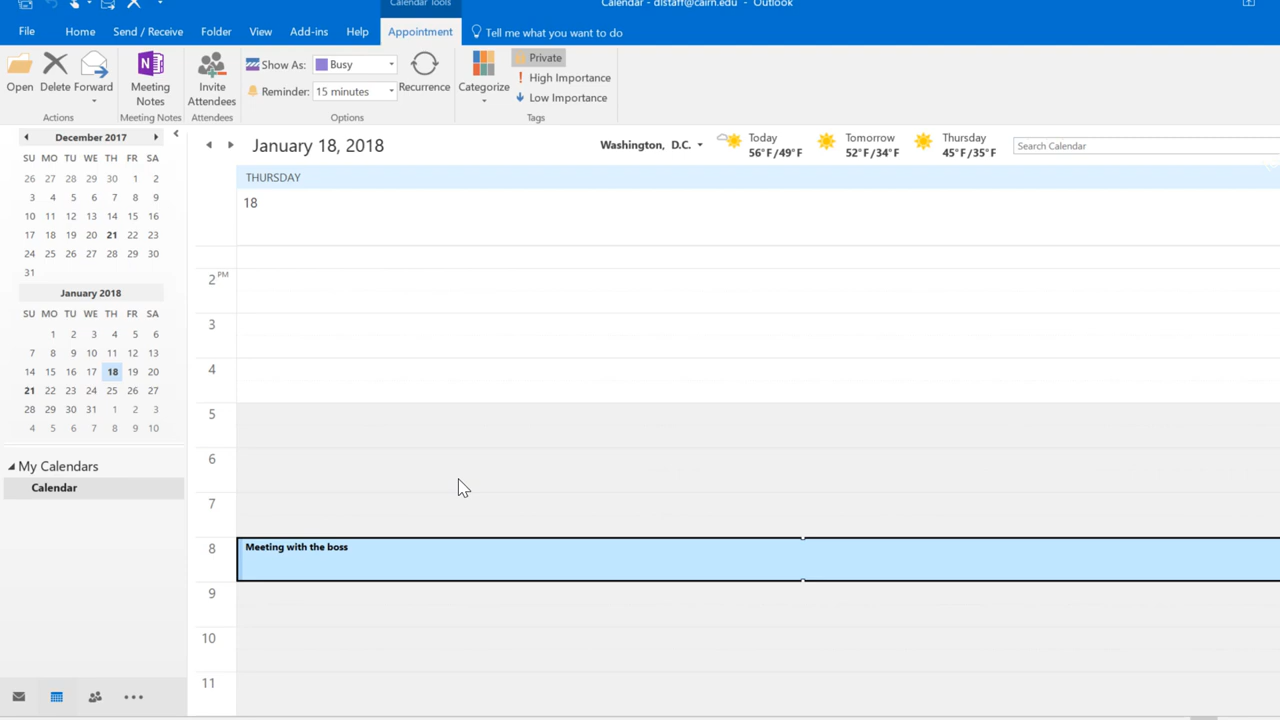 Calendar Tools
Calendar - dlstaff@cairn.edu - Outlook
File Home Send / Receive Folder View Add-ins Help Appointment Tell me what you want to do
Open Delete Forward
Actions
Meeting Notes
Meeting Notes
Invite Attendees
Attendees
Show As: Busy
Reminder: 15 minutes
Recurrence
Options
Categorize
Private
High Importance
Low Importance
Tags
December 2017
SU MO TU WE TH FR SA
26 27 28 29 30 1 2
3 4 5 6 7 8 9
10 11 12 13 14 15 16
17 18 19 20 21 22 23
24 25 26 27 28 29 30
31
January 2018
SU MO TU WE TH FR SA
1 2 3 4 5 6
7 8 9 10 11 12 13
14 15 16 17 18 19 20
21 22 23 24 25 26 27
28 29 30 31 1 2 3
4 5 6 7 8 9 10
My Calendars
Calendar
January 18, 2018
Washington, D.C.
Today
56°F/49°F
Tomorrow
52°F/34°F
Thursday
45°F/35°F
Search Calendar
THURSDAY
18
2 PM
3
4
5
6
7
8 Meeting with the boss
9
10
11